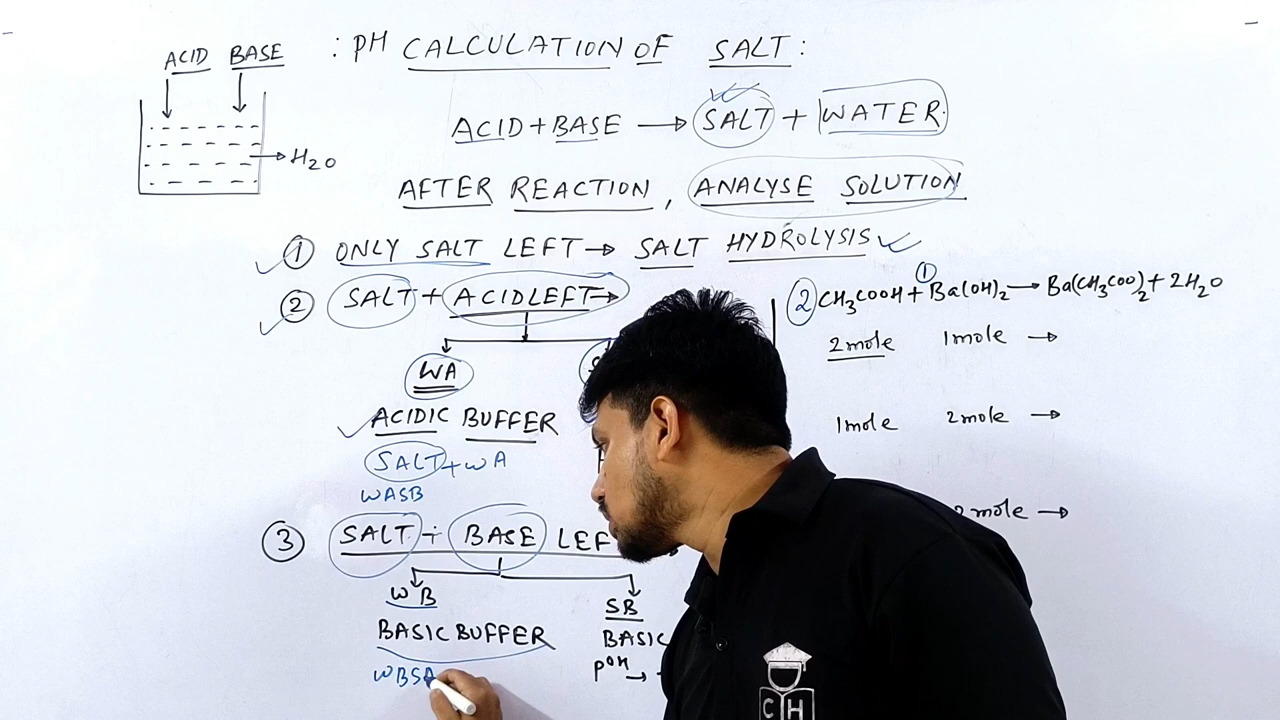 ACID BASE
H2O
: PH CALCULATION OF SALT :
ACID + BASE → SALT + WATER
AFTER REACTION, ANALYSE SOLUTION
① ONLY SALT LEFT → SALT HYDROLYSIS ✓
② SALT + ACID LEFT →
WA
ACIDIC BUFFER
SALT + WA
WASB
③ SALT + BASE
WB
BASIC BUFFER
WBSA
SB
BASIC
POH →
① 
2 CH3COOH + Ba(OH)2 → Ba(CH3COO)2 + 2H2O
2mole 1mole →
1mole 2mole →
mole →
CH